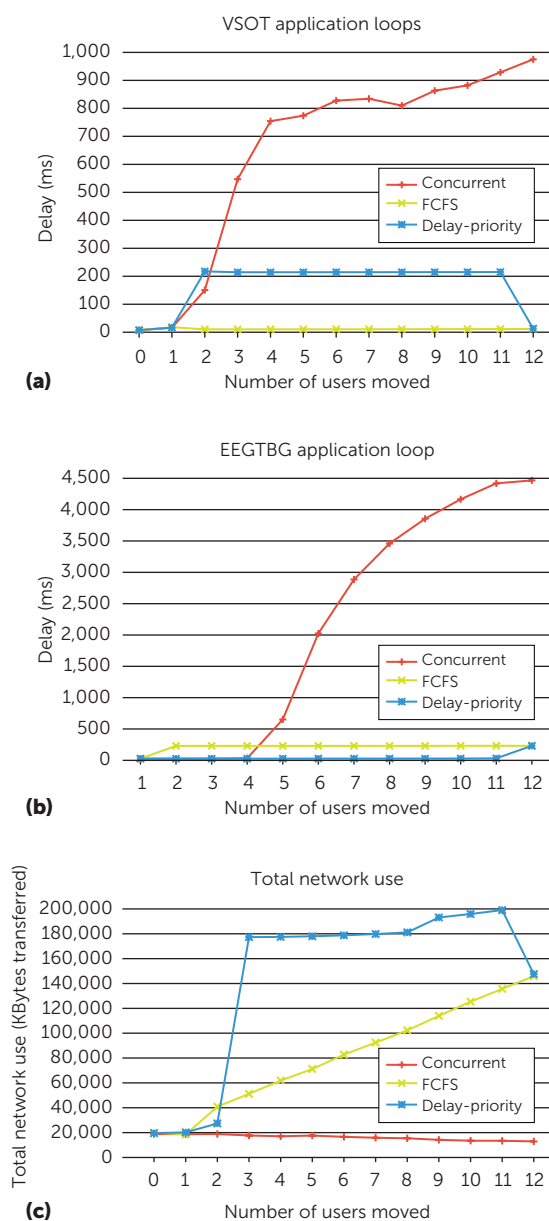 VSOT application loops
1,000
900
800
700
600
500
400
300
200
100
0
Delay (ms)
Concurrent
FCFS
Delay-priority
0 1 2 3 4 5 6 7 8 9 10 11 12
Number of users moved
(a)
EEGTBG application loop
4,500
4,000
3,500
3,000
2,500
2,000
1,500
1,000
500
0
Delay (ms)
Concurrent
FCFS
Delay-priority
1 2 3 4 5 6 7 8 9 10 11 12
Number of users moved
(b)
Total network use
200,000
180,000
160,000
140,000
120,000
100,000
80,000
60,000
40,000
20,000
0
Total network use (KBytes transferred)
Concurrent
FCFS
Delay-priority
0 1 2 3 4 5 6 7 8 9 10 11 12
Number of users moved
(c)